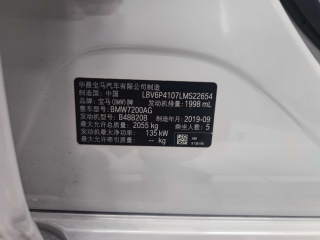 华晨宝马汽车有限公司制造
制造国：中国 LBV6P4107LMS22654
品牌：宝马(BMW)牌 发动机排量：1998 mL
整车型号：BMW7200AG
发动机型号：B48B20B 制造年月：2019-09
最大允许总质量：2055 kg 乘坐人数：5
发动机最大净功率：135 kW
最大允许牵引质量：-- kg